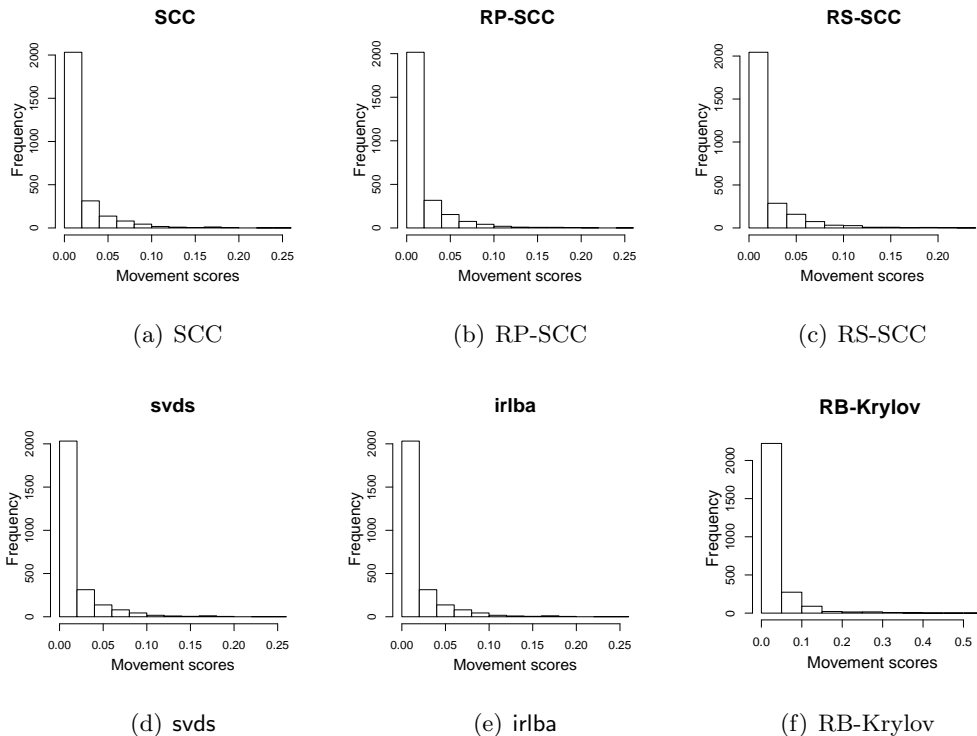 SCC
RP-SCC
RS-SCC
Frequency
0 500 1000 1500 2000
0.00 0.05 0.10 0.15 0.20 0.25
Movement scores
Frequency
0 500 1000 1500 2000
0.00 0.05 0.10 0.15 0.20 0.25
Movement scores
Frequency
0 500 1000 1500 2000
0.00 0.05 0.10 0.15 0.20
Movement scores
(a) SCC
(b) RP-SCC
(c) RS-SCC
svds
irlba
RB-Krylov
Frequency
0 500 1000 1500 2000
0.00 0.05 0.10 0.15 0.20 0.25
Movement scores
Frequency
0 500 1000 1500 2000
0.00 0.05 0.10 0.15 0.20 0.25
Movement scores
Frequency
0 500 1000 1500 2000
0.0 0.1 0.2 0.3 0.4 0.5
Movement scores
(d) svds
(e) irlba
(f) RB-Krylov